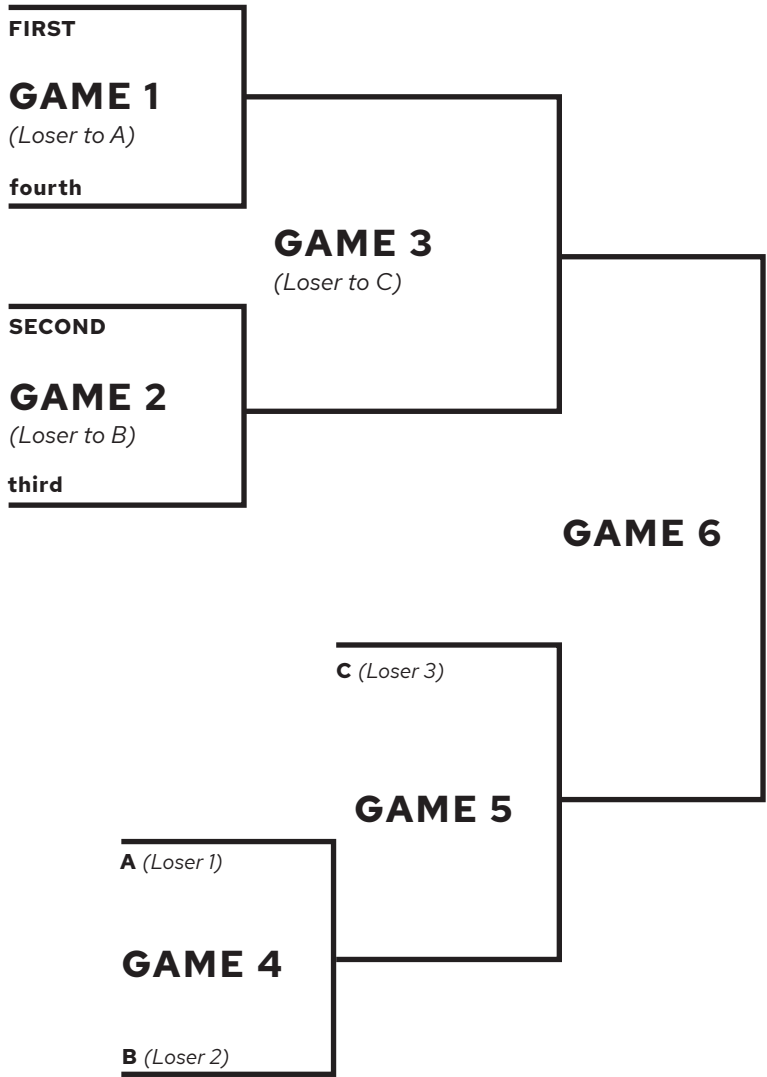 FIRST
GAME 1
(Loser to A)
fourth
GAME 3
(Loser to C)
SECOND
GAME 2
(Loser to B)
third
GAME 6
C (Loser 3)
GAME 5
A (Loser 1)
GAME 4
B (Loser 2)